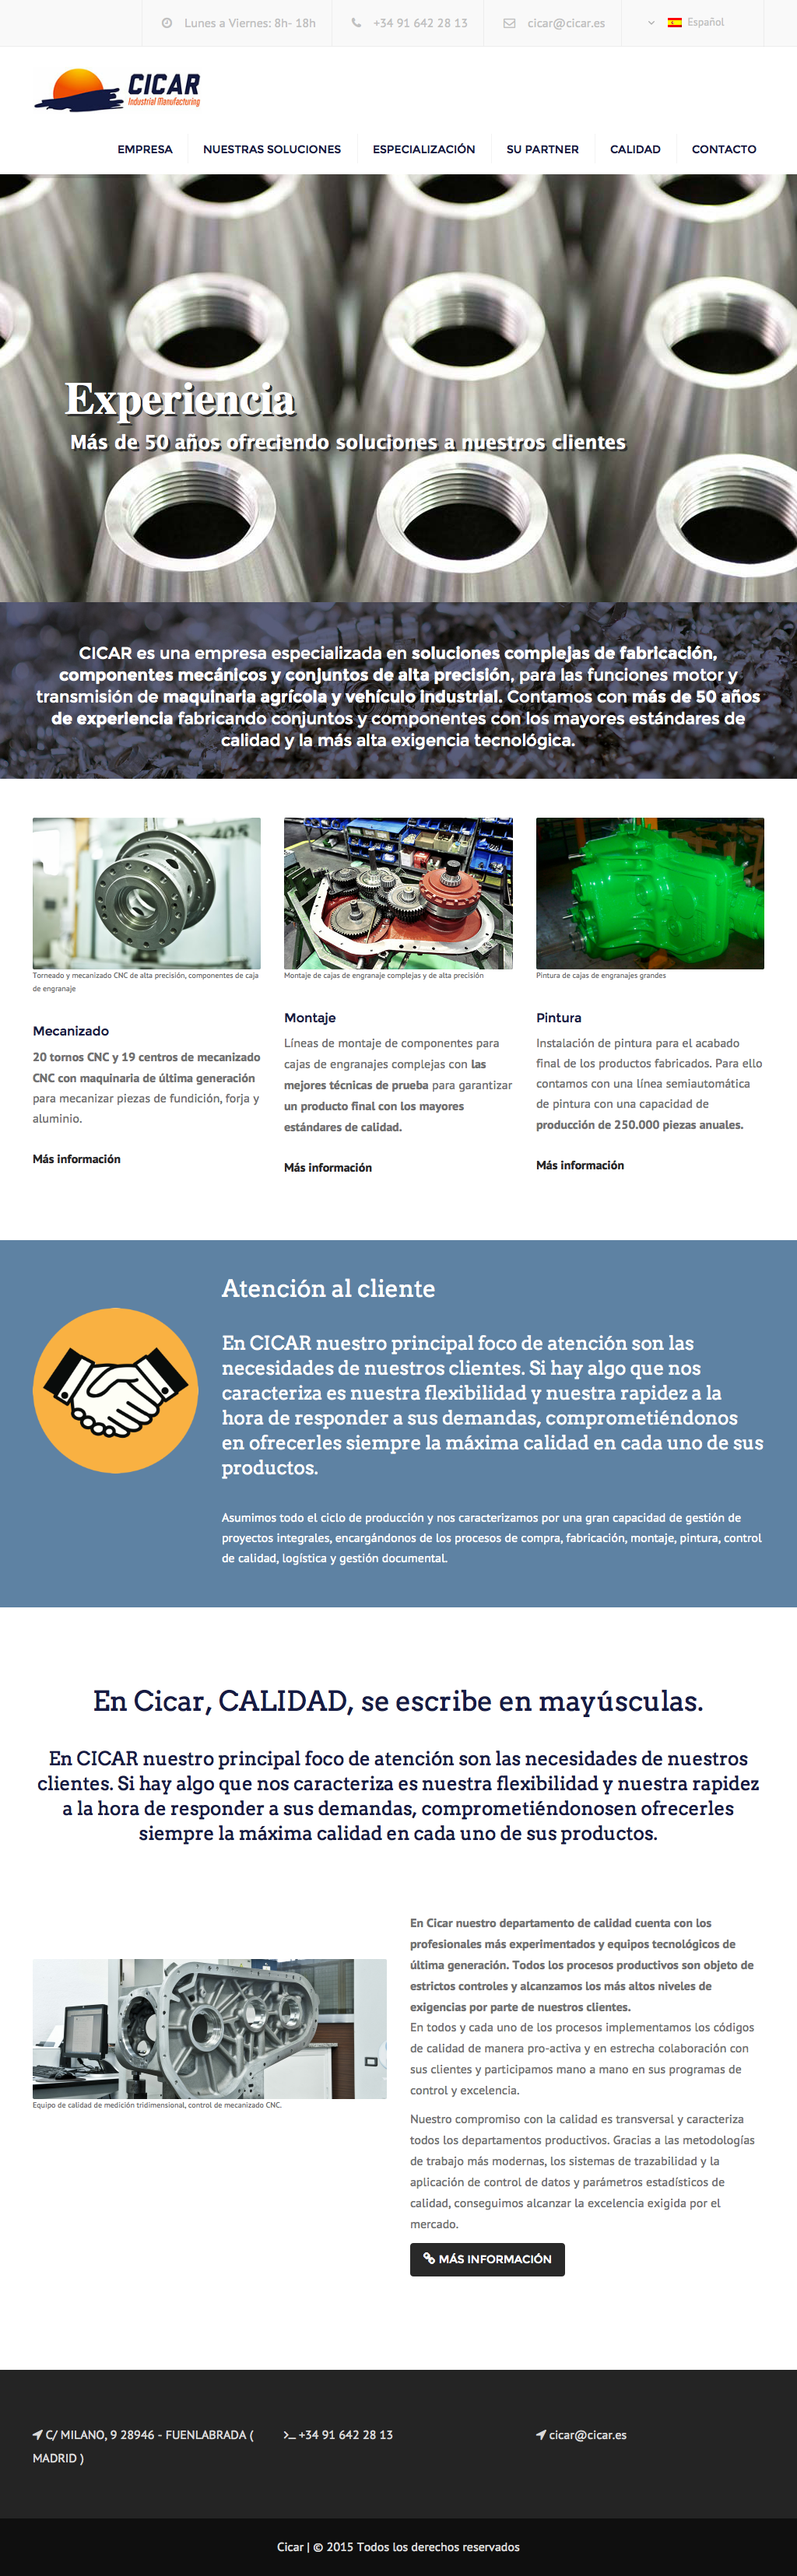 Lunes a Viernes: 8h- 18h
+34 91 642 28 13
cicar@cicar.es
Español
CICAR
Industrial Manufacturing
EMPRESA
NUESTRAS SOLUCIONES
ESPECIALIZACIÓN
SU PARTNER
CALIDAD
CONTACTO
Experiencia
Más de 50 años ofreciendo soluciones a nuestros clientes
CICAR es una empresa especializada en soluciones complejas de fabricación,
componentes mecánicos y conjuntos de alta precisión, para las funciones motor y
transmisión de maquinaria agrícola y vehículo industrial. Contamos con más de 50 años
de experiencia fabricando conjuntos y componentes con los mayores estándares de
calidad y la más alta exigencia tecnológica.
Torneado y mecanizado CNC de alta precisión, componentes de caja
de engranaje
Mecanizado
20 tornos CNC y 19 centros de mecanizado
CNC con maquinaria de última generación
para mecanizar piezas de fundición, forja y
aluminio.
Más información
Montaje de cajas de engranaje complejas y de alta precisión
Montaje
Líneas de montaje de componentes para
cajas de engranajes complejas con las
mejores técnicas de prueba para garantizar
un producto final con los mayores
estándares de calidad.
Más información
Pintura de cajas de engranajes grandes
Pintura
Instalación de pintura para el acabado
final de los productos fabricados. Para ello
contamos con una línea semiautomática
de pintura con una capacidad de
producción de 250.000 piezas anuales.
Más información
Atención al cliente
En CICAR nuestro principal foco de atención son las
necesidades de nuestros clientes. Si hay algo que nos
caracteriza es nuestra flexibilidad y nuestra rapidez a la
hora de responder a sus demandas, comprometiéndonos
en ofrecerles siempre la máxima calidad en cada uno de sus
productos.
Asumimos todo el ciclo de producción y nos caracterizamos por una gran capacidad de gestión de
proyectos integrales, encargándonos de los procesos de compra, fabricación, montaje, pintura, control
de calidad, logística y gestión documental.
En Cicar, CALIDAD, se escribe en mayúsculas.
En CICAR nuestro principal foco de atención son las necesidades de nuestros
clientes. Si hay algo que nos caracteriza es nuestra flexibilidad y nuestra rapidez
a la hora de responder a sus demandas, comprometiéndonosen ofrecerles
siempre la máxima calidad en cada uno de sus productos.
Equipo de calidad de medición tridimensional, control de mecanizado CNC.
En Cicar nuestro departamento de calidad cuenta con los
profesionales más experimentados y equipos tecnológicos de
última generación. Todos los procesos productivos son objeto de
estrictos controles y alcanzamos los más altos niveles de
exigencias por parte de nuestros clientes.
En todos y cada uno de los procesos implementamos los códigos
de calidad de manera pro-activa y en estrecha colaboración con
sus clientes y participamos mano a mano en sus programas de
control y excelencia.
Nuestro compromiso con la calidad es transversal y caracteriza
todos los departamentos productivos. Gracias a las metodologías
de trabajo más modernas, los sistemas de trazabilidad y la
aplicación de control de datos y parámetros estadísticos de
calidad, conseguimos alcanzar la excelencia exigida por el
mercado.
MÁS INFORMACIÓN
C/ MILANO, 9 28946 - FUENLABRADA (
MADRID )
+34 91 642 28 13
cicar@cicar.es
Cicar | © 2015 Todos los derechos reservados